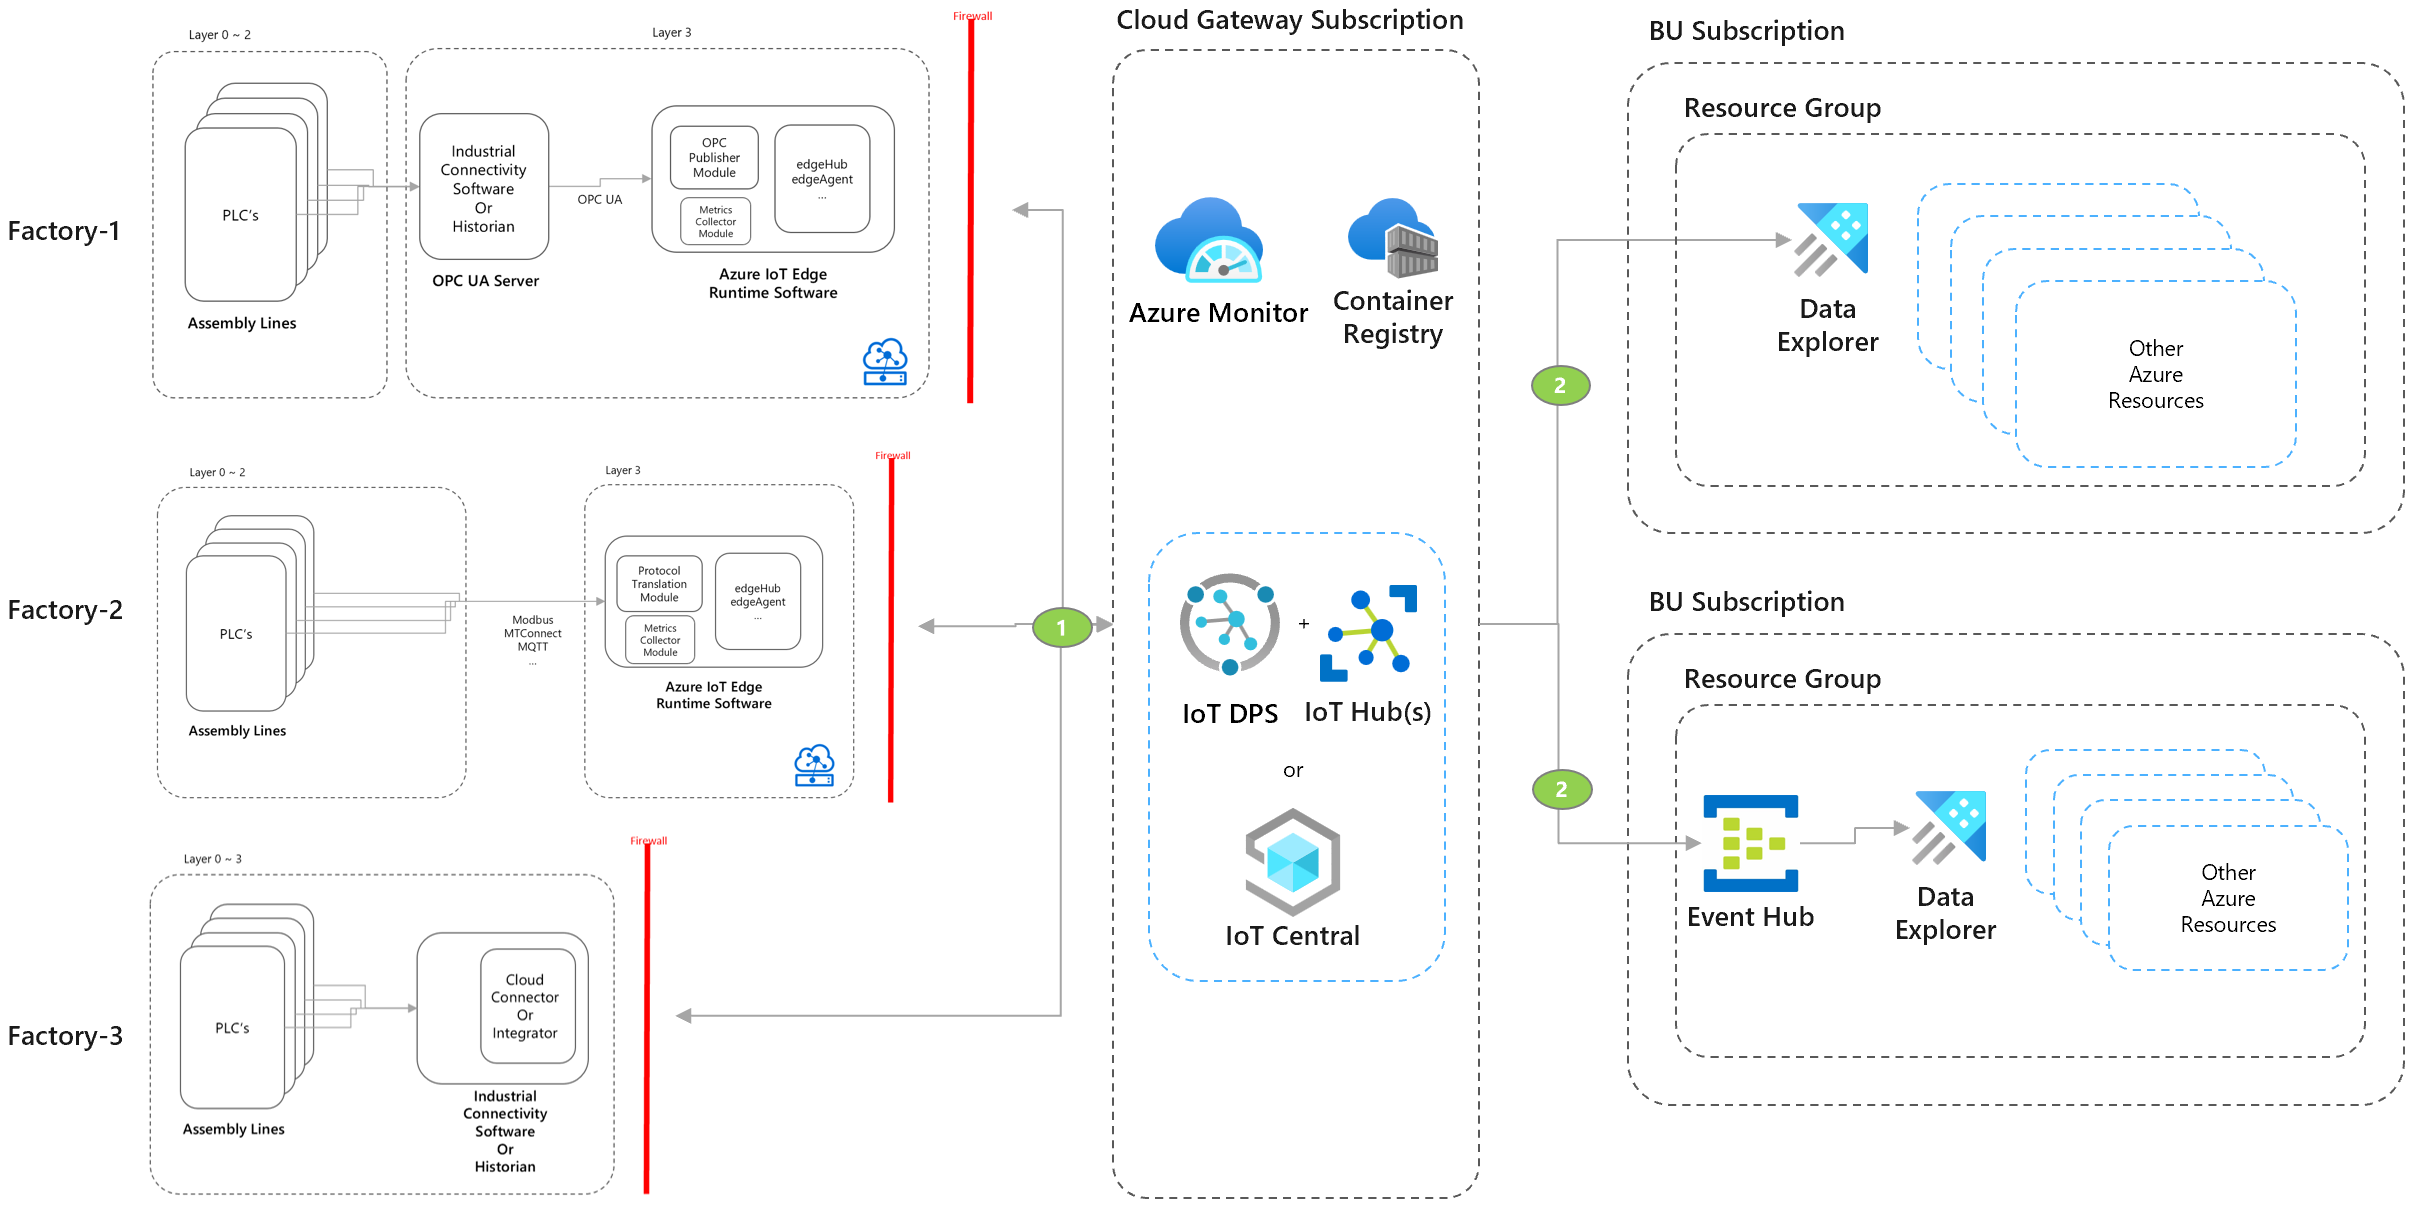 Factory-1
Layer 0 ~ 2
PLC's
Assembly Lines
Layer 3
Industrial
Connectivity
Software
Or
Historian
OPC UA Server
OPC UA
OPC
Publisher
Module
Metrics
Collector
Module
edgeHub
edgeAgent
...
Azure IoT Edge
Runtime Software
Firewall
Factory-2
Layer 0 ~ 2
PLC's
Assembly Lines
Modbus
MTConnect
MQTT
...
Layer 3
Protocol
Translation
Module
Metrics
Collector
Module
edgeHub
edgeAgent
...
Azure IoT Edge
Runtime Software
Firewall
Factory-3
Layer 0 ~ 3
PLC's
Assembly Lines
Cloud
Connector
Or
Integrator
Industrial
Connectivity
Software
Or
Historian
Firewall
1
Cloud Gateway Subscription
Azure Monitor
Container
Registry
IoT DPS
+
IoT Hub(s)
or
IoT Central
2
2
BU Subscription
Resource Group
Data
Explorer
Other
Azure
Resources
BU Subscription
Resource Group
Event Hub
Data
Explorer
Other
Azure
Resources